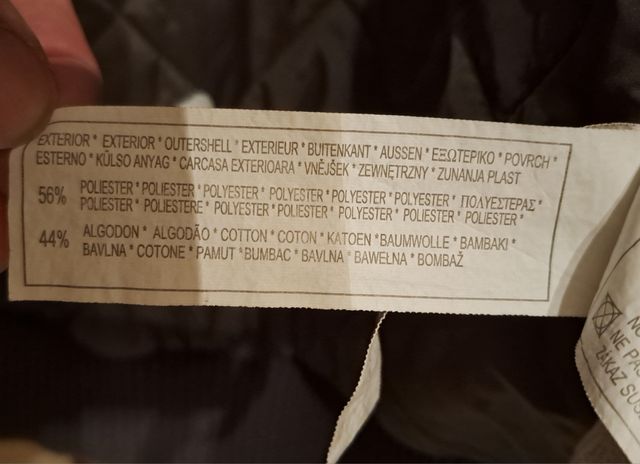 EXTERIOR * EXTERIOR * OUTERSHELL * EXTERIEUR * BUITENKANT * AUSSEN * ΕΞΩΤΕΡΙΚΟ * POVRCH *
ESTERNO * KÜLSO ANYAG * CARCASA EXTERIOARA * VNĚJŠEK * ZEWNĘTRZNY * ZUNANJA PLAST
56% POLIESTER * POLIESTER * POLYESTER * POLYESTER * POLYESTER * POLYESTER * ΠΟΛΥΕΣΤΕΡΑΣ *
POLIESTER * POLIESTERE * POLYESTER * POLIESTER * POLYESTER * POLIESTER * POLIESTER *
44% ALGODON * ALGODÃO * COTTON * COTON * KATOEN * BAUMWOLLE * BAMBAKI *
BAVLNA * COTONE * PAMUT * BUMBAC * BAVLNA * BAWEŁNA * BOMBAŽ
NE
ZÁKAZ